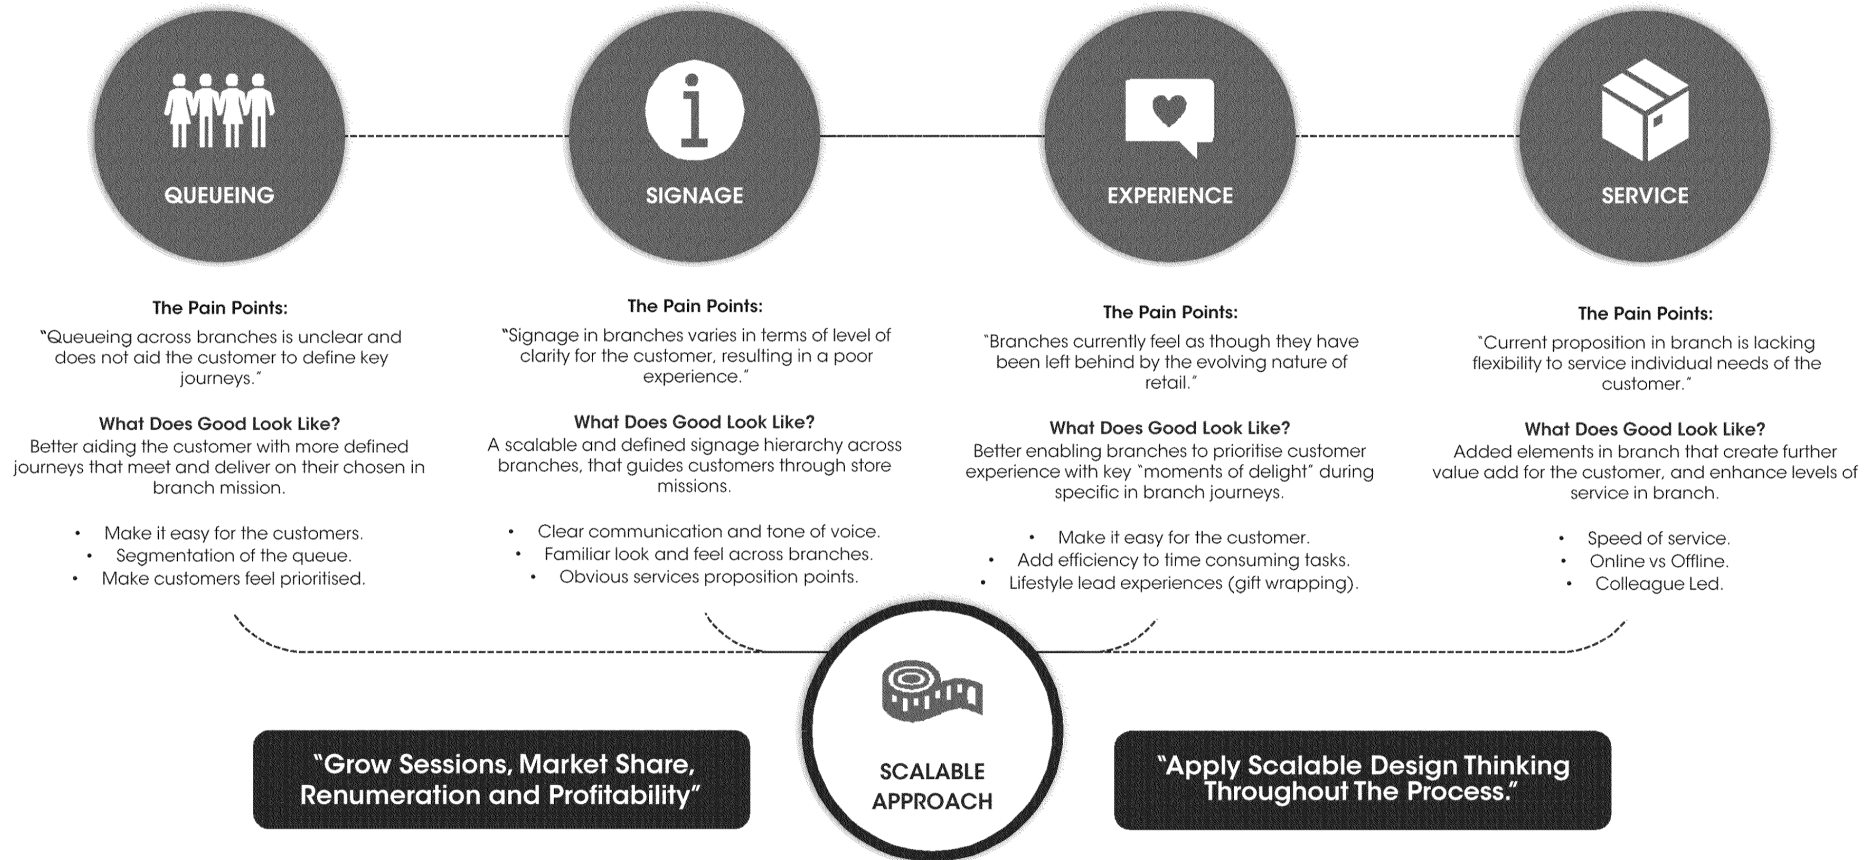 QUEUEING
SIGNAGE
EXPERIENCE
SERVICE
The Pain Points:
"Queueing across branches is unclear and
does not aid the customer to define key
journeys."
What Does Good Look Like?
Better aiding the customer with more defined
journeys that meet and deliver on their chosen in
branch mission.
• Make it easy for the customers.
• Segmentation of the queue.
• Make customers feel prioritised.
The Pain Points:
"Signage in branches varies in terms of level of
clarity for the customer, resulting in a poor
experience."
What Does Good Look Like?
A scalable and defined signage hierarchy across
branches, that guides customers through store
missions.
• Clear communication and tone of voice.
• Familiar look and feel across branches.
• Obvious services proposition points.
The Pain Points:
"Branches currently feel as though they have
been left behind by the evolving nature of
retail."
What Does Good Look Like?
Better enabling branches to prioritise customer
experience with key "moments of delight" during
specific in branch journeys.
• Make it easy for the customer.
• Add efficiency to time consuming tasks.
• Lifestyle lead experiences (gift wrapping).
The Pain Points:
"Current proposition in branch is lacking
flexibility to service individual needs of the
customer."
What Does Good Look Like?
Added elements in branch that create further
value add for the customer, and enhance levels of
service in branch.
• Speed of service.
• Online vs Offline.
• Colleague Led.
"Grow Sessions, Market Share,
Renumeration and Profitability"
SCALABLE
APPROACH
"Apply Scalable Design Thinking
Throughout The Process."